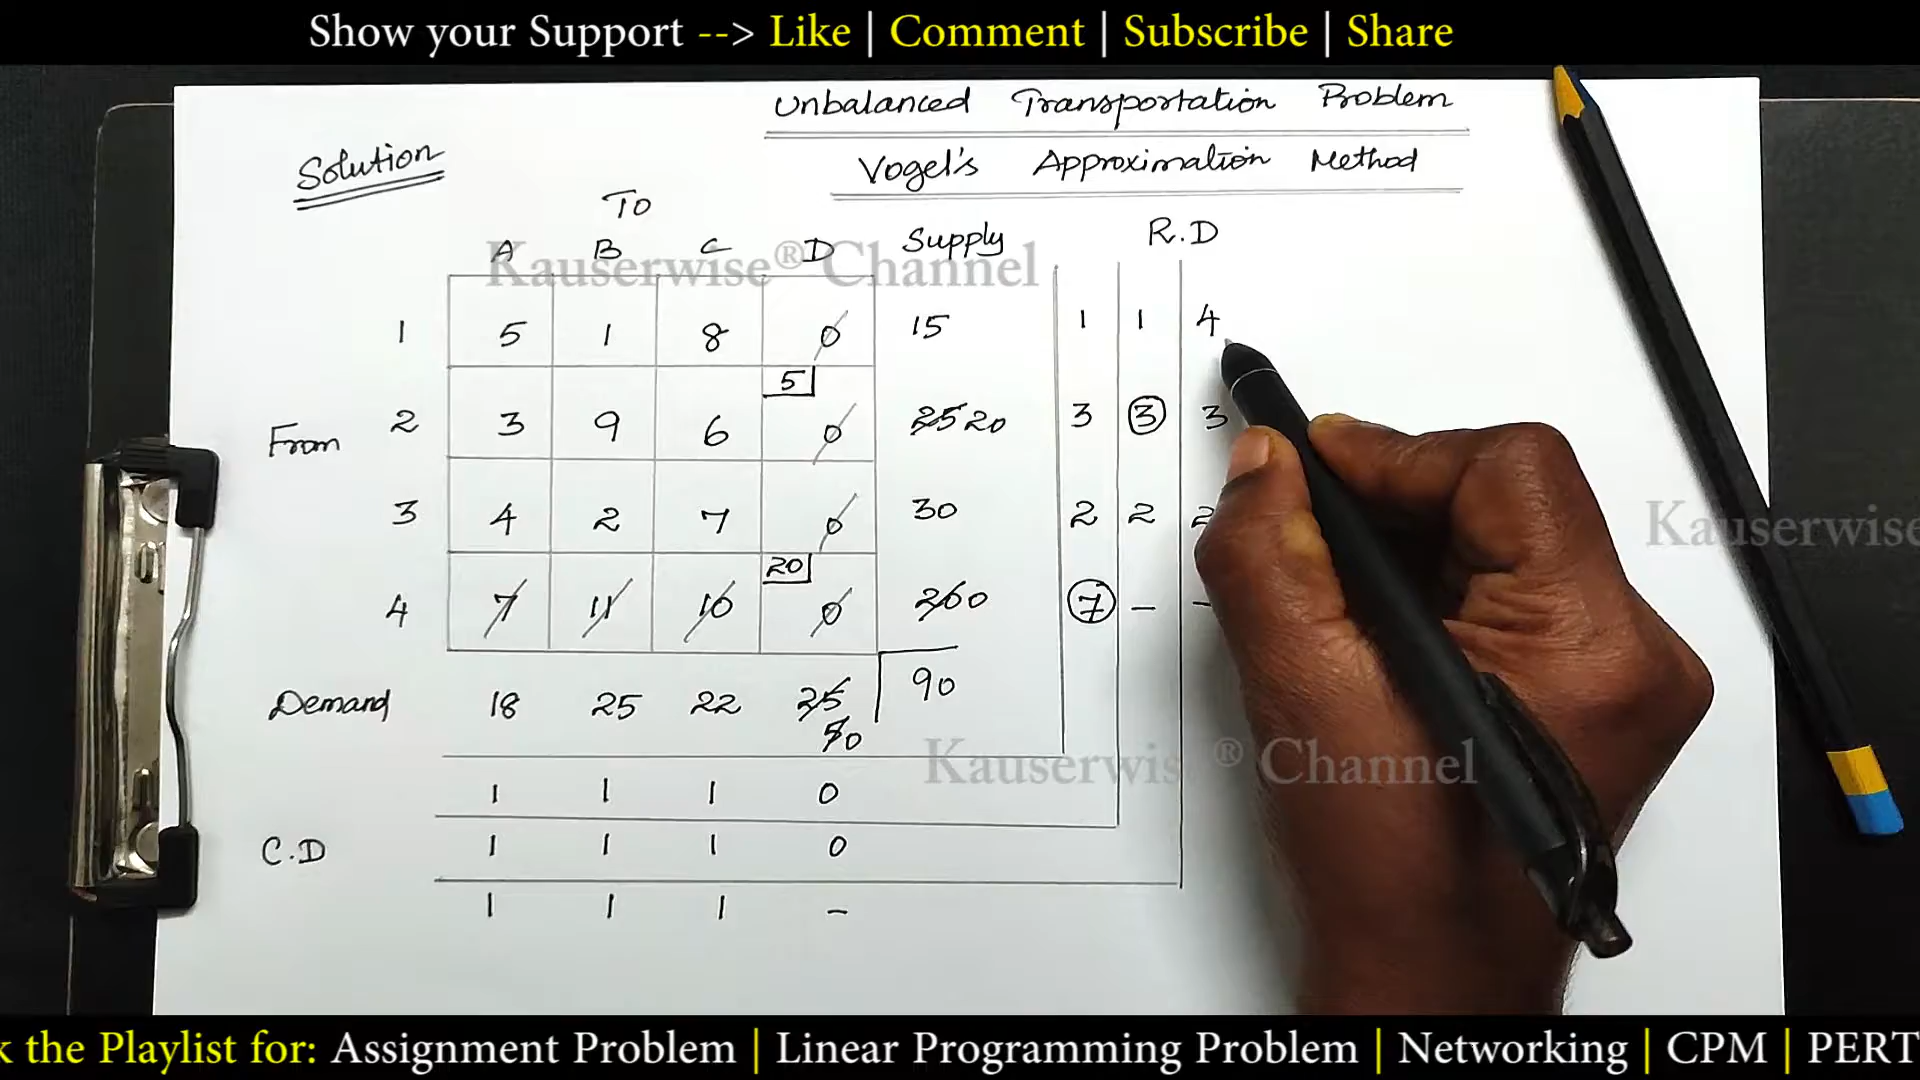 Show your Support --> Like | Comment | Subscribe | Share
Unbalanced Transportation Problem
Vogel's Approximation Method
Solution
To
A B C D Supply R.D
Kauserwise® Channel
1 5 1 8 0 15 1 1 4
5
From 2 3 9 6 0 25 20 3 3 3
3 4 2 7 0 30 2 2 2
Kauserwise
20
4 7 11 10 0 20 0 7 - -
90
Demand 18 25 22 25
5 0
Kauserwis ® Channel
1 1 1 0
C.D 1 1 1 0
1 1 1 -
k the Playlist for: Assignment Problem | Linear Programming Problem | Networking | CPM | PERT